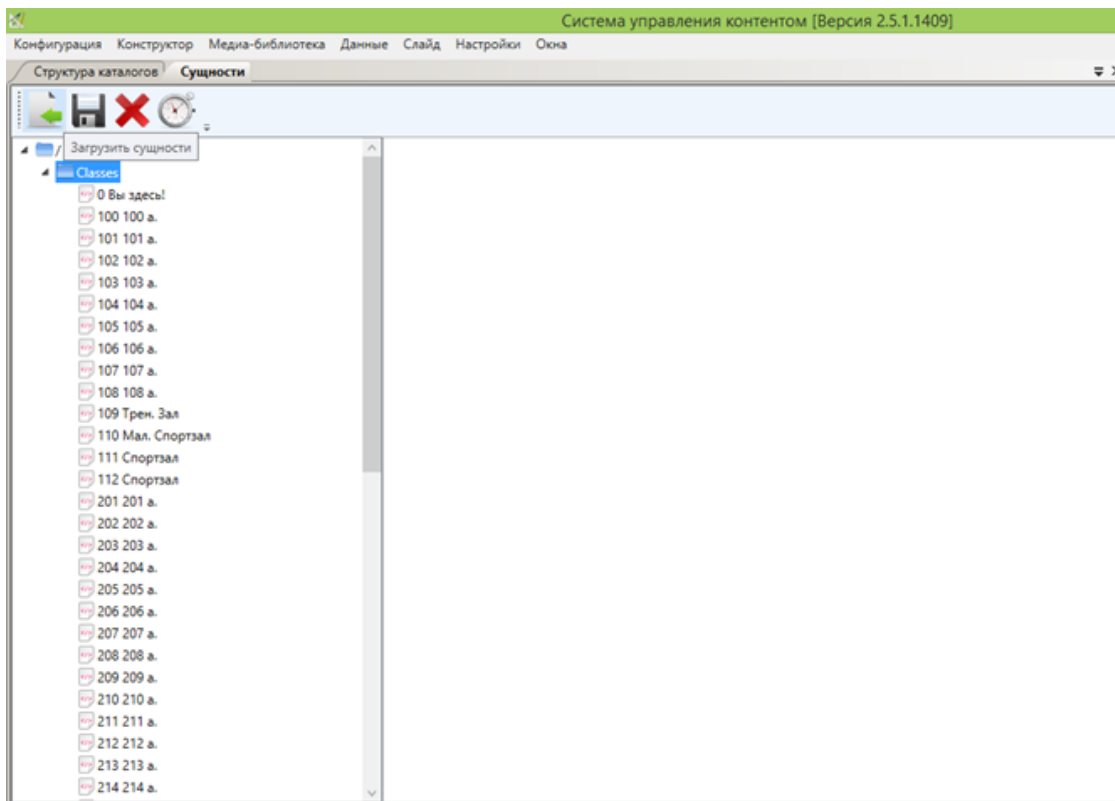 Система управления контентом [Версия 2.5.1.1409]
Конфигурация Конструктор Медиа-библиотека Данные Слайд Настройки Окна
Структура каталогов Сущности
/ Загрузить сущности
Classes
0 Вы здесь!
100 100 а.
101 101 а.
102 102 а.
103 103 а.
104 104 а.
105 105 а.
106 106 а.
107 107 а.
108 108 а.
109 Трен. Зал
110 Мал. Спортзал
111 Спортзал
112 Спортзал
201 201 а.
202 202 а.
203 203 а.
204 204 а.
205 205 а.
206 206 а.
207 207 а.
208 208 а.
209 209 а.
210 210 а.
211 211 а.
212 212 а.
213 213 а.
214 214 а.